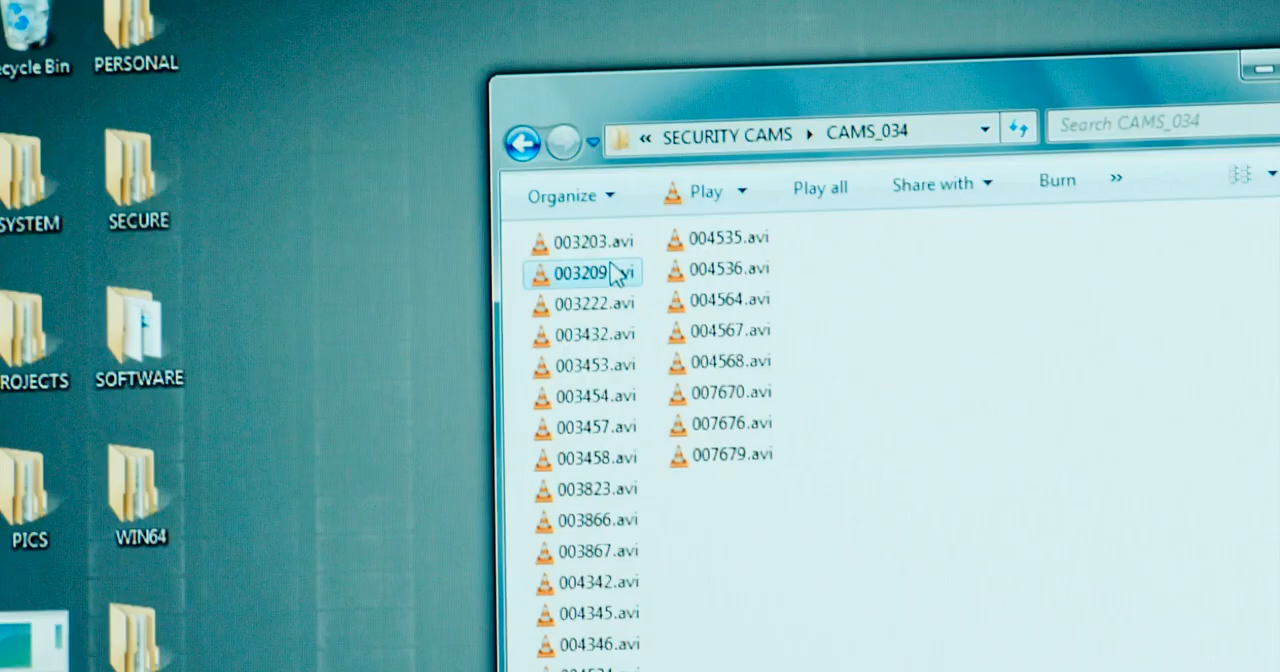 Recycle Bin
PERSONAL
SYSTEM
SECURE
PROJECTS
SOFTWARE
PICS
WIN64
« SECURITY CAMS CAMS_034
Search CAMS_034
Organize Play Play all Share with Burn »
003203.avi
003209
003222.avi
003432.avi
003453.avi
003454.avi
003457.avi
003458.avi
003823.avi
003866.avi
003867.avi
004342.avi
004345.avi
004346.avi
004535.avi
004536.avi
004564.avi
004567.avi
004568.avi
007670.avi
007676.avi
007679.avi